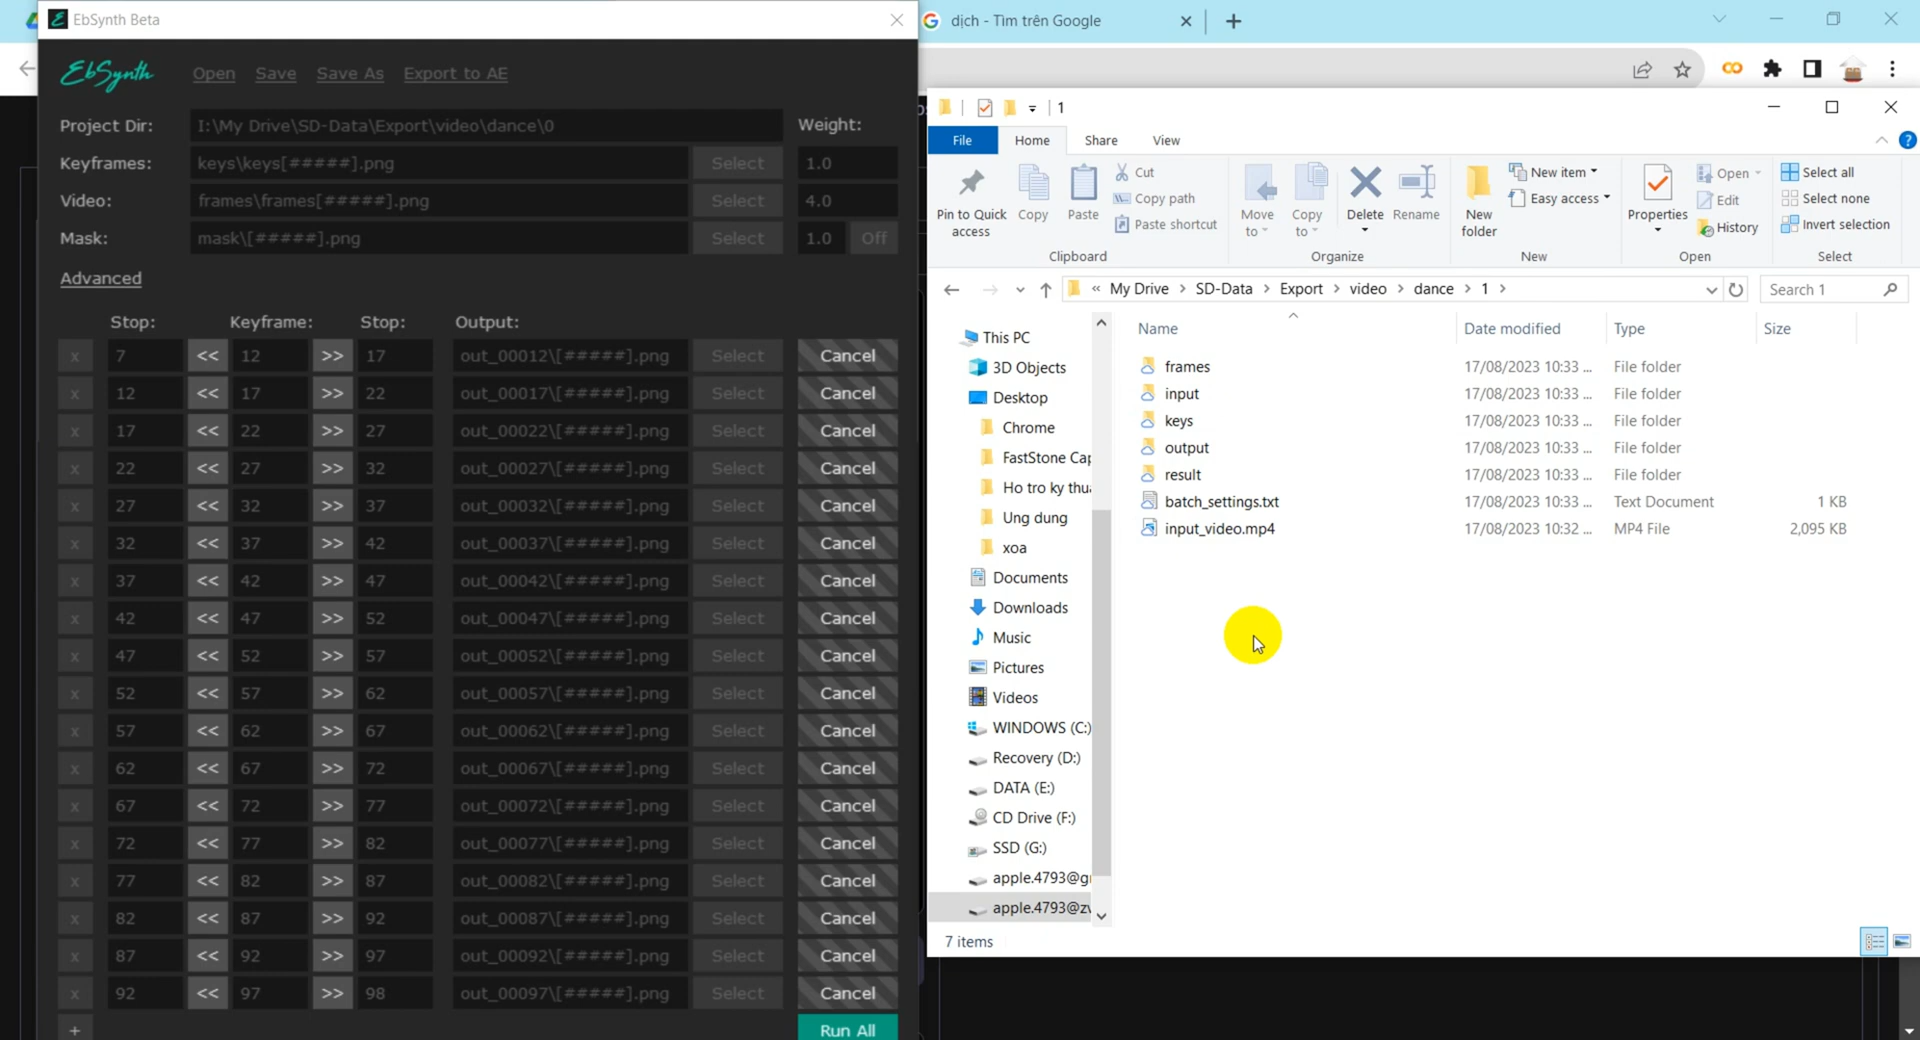 EbSynth Beta
dịch - Tìm trên Google
EbSynth
Open Save Save As Export to AE
Project Dir: I:\My Drive\SD-Data\Export\video\dance\0 Weight:
Keyframes: keys\keys[#####].png Select 1.0
Video: frames\frames[#####].png Select 4.0
Mask: mask\[#####].png Select 1.0 Off
Advanced
Stop: Keyframe: Stop: Output:
x 7 << 12 >> 17 out_00012\[#####].png Select Cancel
x 12 << 17 >> 22 out_00017\[#####].png Select Cancel
x 17 << 22 >> 27 out_00022\[#####].png Select Cancel
x 22 << 27 >> 32 out_00027\[#####].png Select Cancel
x 27 << 32 >> 37 out_00032\[#####].png Select Cancel
x 32 << 37 >> 42 out_00037\[#####].png Select Cancel
x 37 << 42 >> 47 out_00042\[#####].png Select Cancel
x 42 << 47 >> 52 out_00047\[#####].png Select Cancel
x 47 << 52 >> 57 out_00052\[#####].png Select Cancel
x 52 << 57 >> 62 out_00057\[#####].png Select Cancel
x 57 << 62 >> 67 out_00062\[#####].png Select Cancel
x 62 << 67 >> 72 out_00067\[#####].png Select Cancel
x 67 << 72 >> 77 out_00072\[#####].png Select Cancel
x 72 << 77 >> 82 out_00077\[#####].png Select Cancel
x 77 << 82 >> 87 out_00082\[#####].png Select Cancel
x 82 << 87 >> 92 out_00087\[#####].png Select Cancel
x 87 << 92 >> 97 out_00092\[#####].png Select Cancel
x 92 << 97 >> 98 out_00097\[#####].png Select Cancel
+ Run All
1
File Home Share View
Pin to Quick access
Copy
Paste
Cut
Copy path
Paste shortcut
Clipboard
Move to
Copy to
Delete
Rename
Organize
New folder
New item
Easy access
New
Properties
Open
Edit
History
Open
Select all
Select none
Invert selection
Select
« My Drive > SD-Data > Export > video > dance > 1 >
Search 1
This PC
3D Objects
Desktop
Chrome
FastStone Cap
Ho tro ky thu
Ung dung
xoa
Documents
Downloads
Music
Pictures
Videos
WINDOWS (C:)
Recovery (D:)
DATA (E:)
CD Drive (F:)
SSD (G:)
apple.4793@g
apple.4793@z
Name Date modified Type Size
frames 17/08/2023 10:33 ... File folder
input 17/08/2023 10:33 ... File folder
keys 17/08/2023 10:33 ... File folder
output 17/08/2023 10:33 ... File folder
result 17/08/2023 10:33 ... File folder
batch_settings.txt 17/08/2023 10:33 ... Text Document 1 KB
input_video.mp4 17/08/2023 10:32 ... MP4 File 2,095 KB
7 items